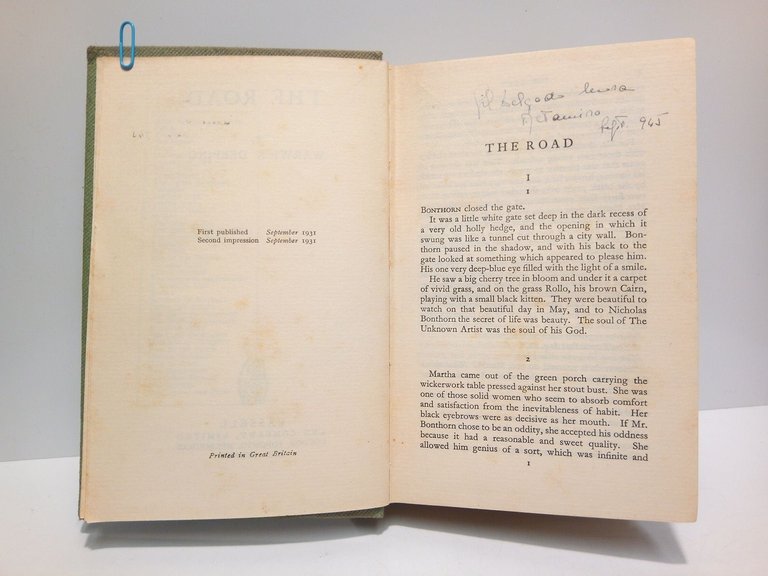 First published September 1931
Second impression September 1931
Printed in Great Britain
Gil Delgado
945
THE ROAD
I
1
BONTHORN closed the gate.
It was a little white gate set deep in the dark recess of
a very old holly hedge, and the opening in which it
swung was like a tunnel cut through a city wall. Bon-
thorn paused in the shadow, and with his back to the
gate looked at something which appeared to please him.
His one very deep-blue eye filled with the light of a smile.
He saw a big cherry tree in bloom and under it a carpet
of vivid grass, and on the grass Rollo, his brown Cairn,
playing with a small black kitten. They were beautiful to
watch on that beautiful day in May, and to Nicholas
Bonthorn the secret of life was beauty. The soul of The
Unknown Artist was the soul of his God.
2
Martha came out of the green porch carrying the
wickerwork table pressed against her stout bust. She was
one of those solid women who seem to absorb comfort
and satisfaction from the inevitableness of habit. Her
black eyebrows were as decisive as her mouth. If Mr.
Bonthorn chose to be an oddity, she accepted his oddness
because it had a reasonable and sweet quality. She
allowed him genius of a sort, which was infinite and
1